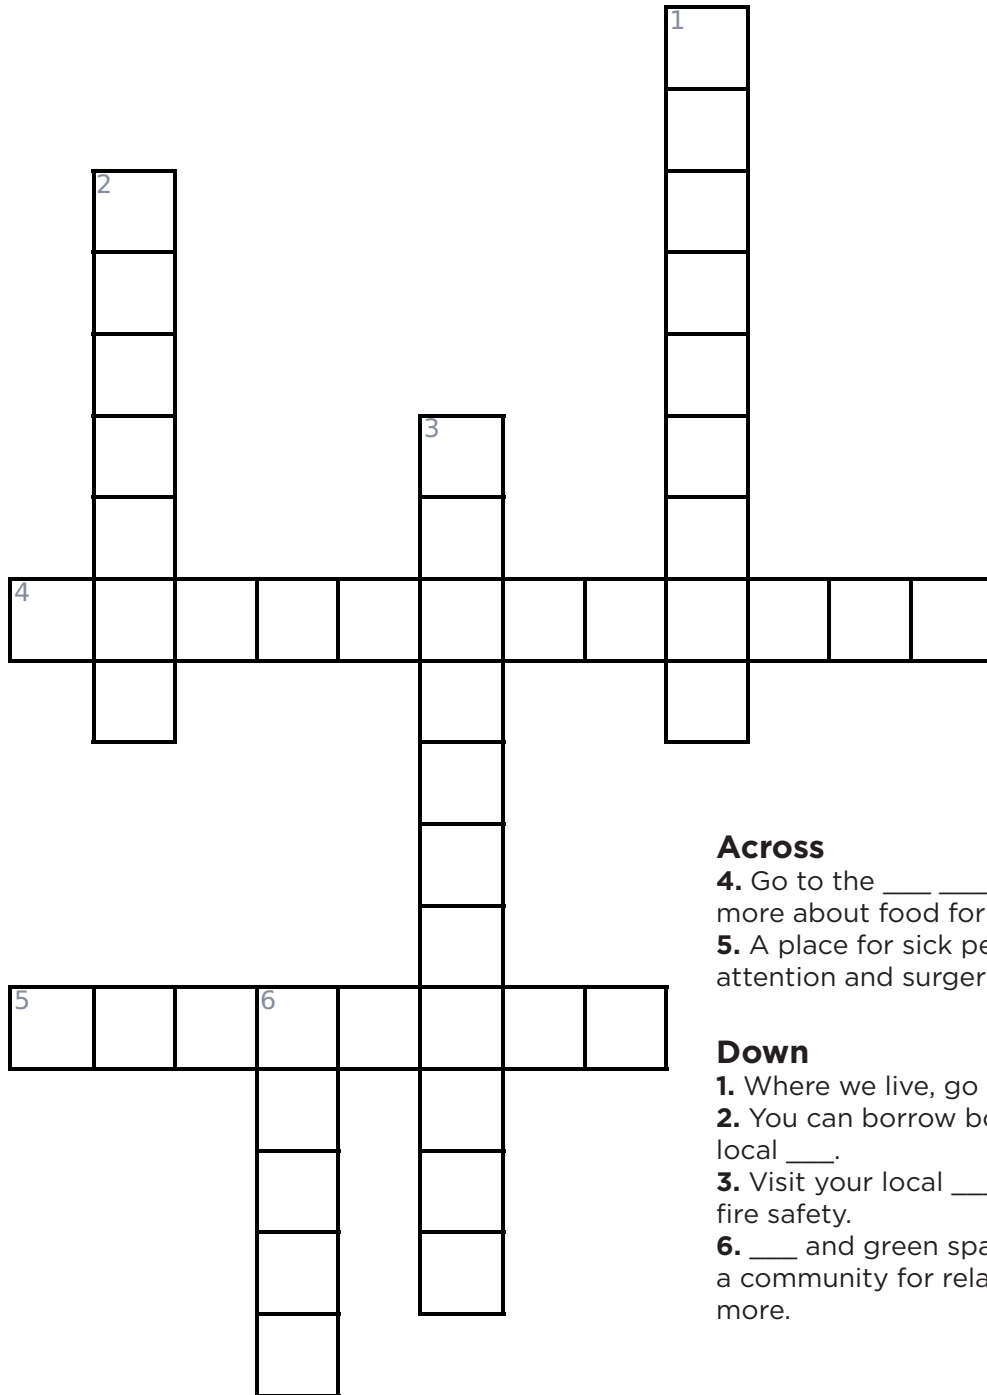 1
2
3
4
5
6
Across
4. Go to the ___ ___
more about food for
5. A place for sick pe
attention and surger
Down
1. Where we live, go
2. You can borrow bo
local ___.
3. Visit your local ___
fire safety.
6. ___ and green spa
a community for rela
more.